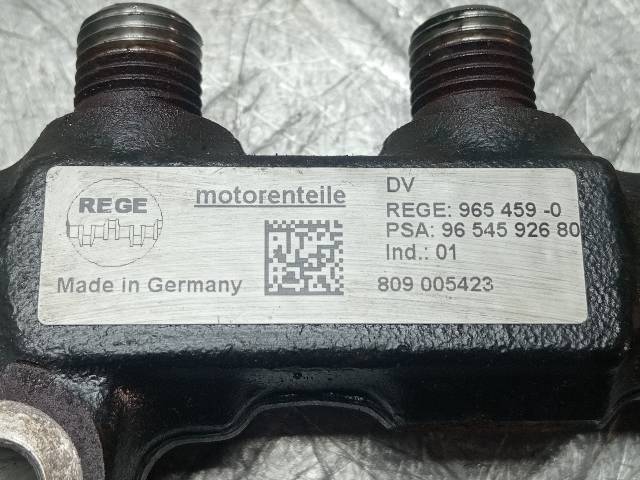 REGE
motorenteile
Made in Germany
DV
REGE: 965 459 -0
PSA: 96 545 926 80
Ind.: 01
809 005423